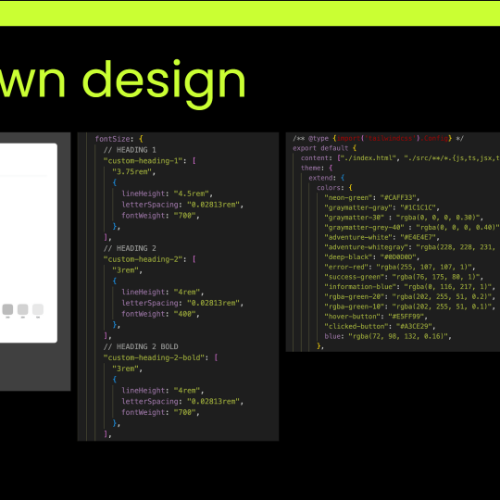 wn design
fontSize: {
// HEADING 1
"custom-heading-1": [
"3.75rem",
{
lineHeight: "4.5rem",
letterSpacing: "0.02813rem",
fontWeight: "700",
},
],
// HEADING 2
"custom-heading-2": [
"3rem",
{
lineHeight: "4rem",
letterSpacing: "0.02813rem",
fontWeight: "400",
},
],
// HEADING 2 BOLD
"custom-heading-2-bold": [
"3rem",
{
lineHeight: "4rem",
letterSpacing: "0.02813rem",
fontWeight: "700",
},
],
/** @type {import('tailwindcss').Config} */
export default {
content: ["./index.html", "./src/**/*.{js,ts,jsx,t
theme: {
extend: {
colors: {
"neon-green": "#CAFF33",
"graymatter-gray": "#1C1C1C",
"graymatter-30" : "rgba(0, 0, 0, 0.30)",
"graymatter-grey-40" : "rgba(0, 0, 0, 0.40)"
"adventure-white": "#E4E4E7",
"adventure-whitegray": "rgba(228, 228, 231,
"deep-black": "#0D0D0D",
"error-red": "rgba(255, 107, 107, 1)",
"success-green": "rgba(76, 175, 80, 1)",
"information-blue": "rgba(0, 116, 217, 1)",
"rgba-green-20": "rgba(202, 255, 51, 0.2)",
"rgba-green-10": "rgba(202, 255, 51, 0.1)",
"hover-button": "#E5FF99",
"clicked-button": "#A3CE29",
blue: "rgba(72, 98, 132, 0.16)",
},